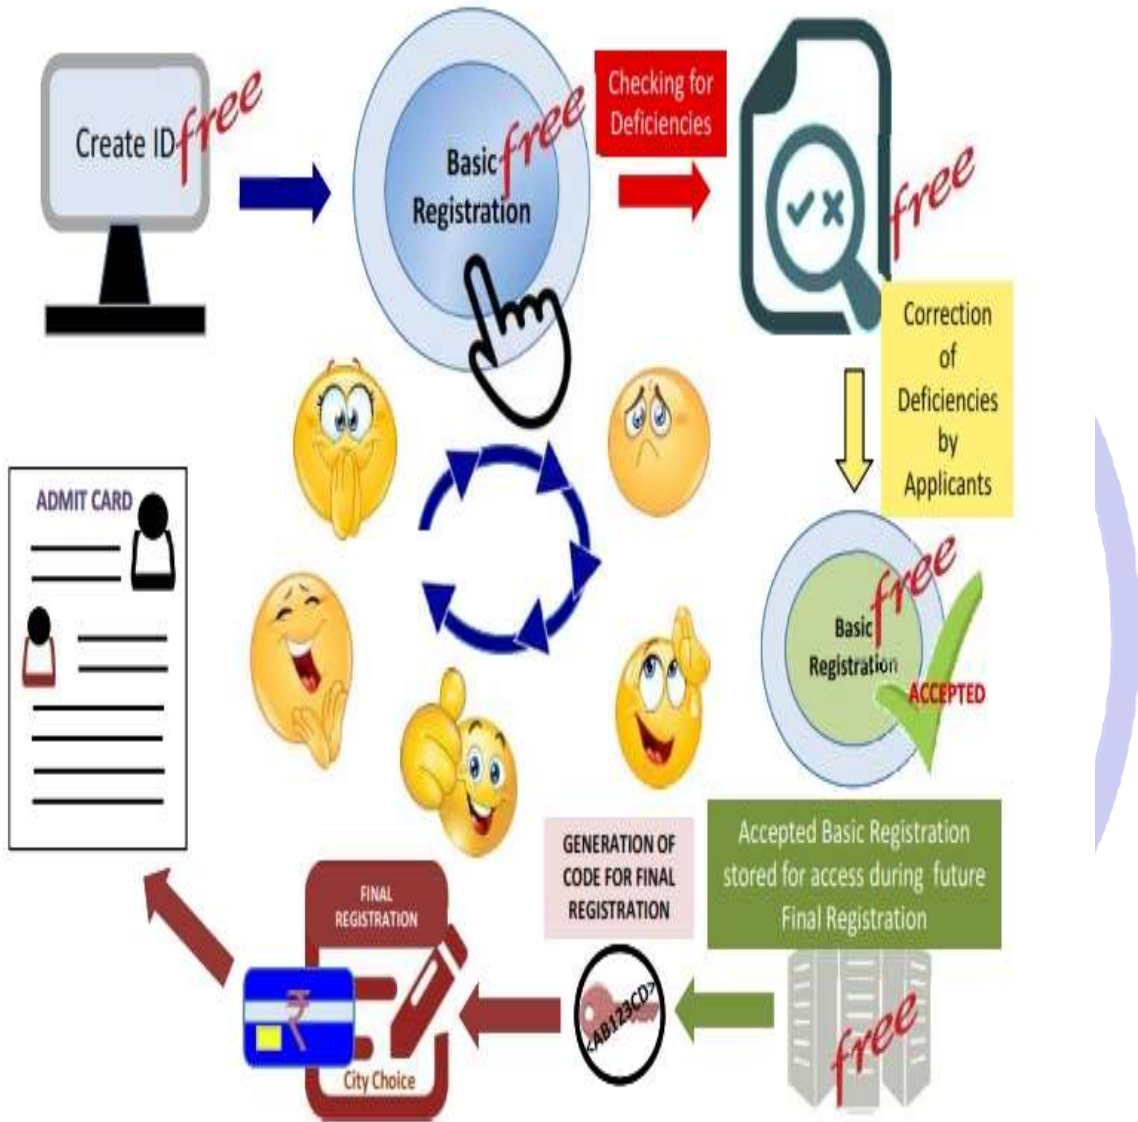 Create ID
free
Basic
Registration
free
Checking for
Deficiencies
free
Correction
of
Deficiencies
by
Applicants
Basic
Registration
free
ACCEPTED
Accepted Basic Registration
stored for access during future
Final Registration
free
GENERATION OF
CODE FOR FINAL
REGISTRATION
<AB123CD>
FINAL
REGISTRATION
₹
City Choice
ADMIT CARD